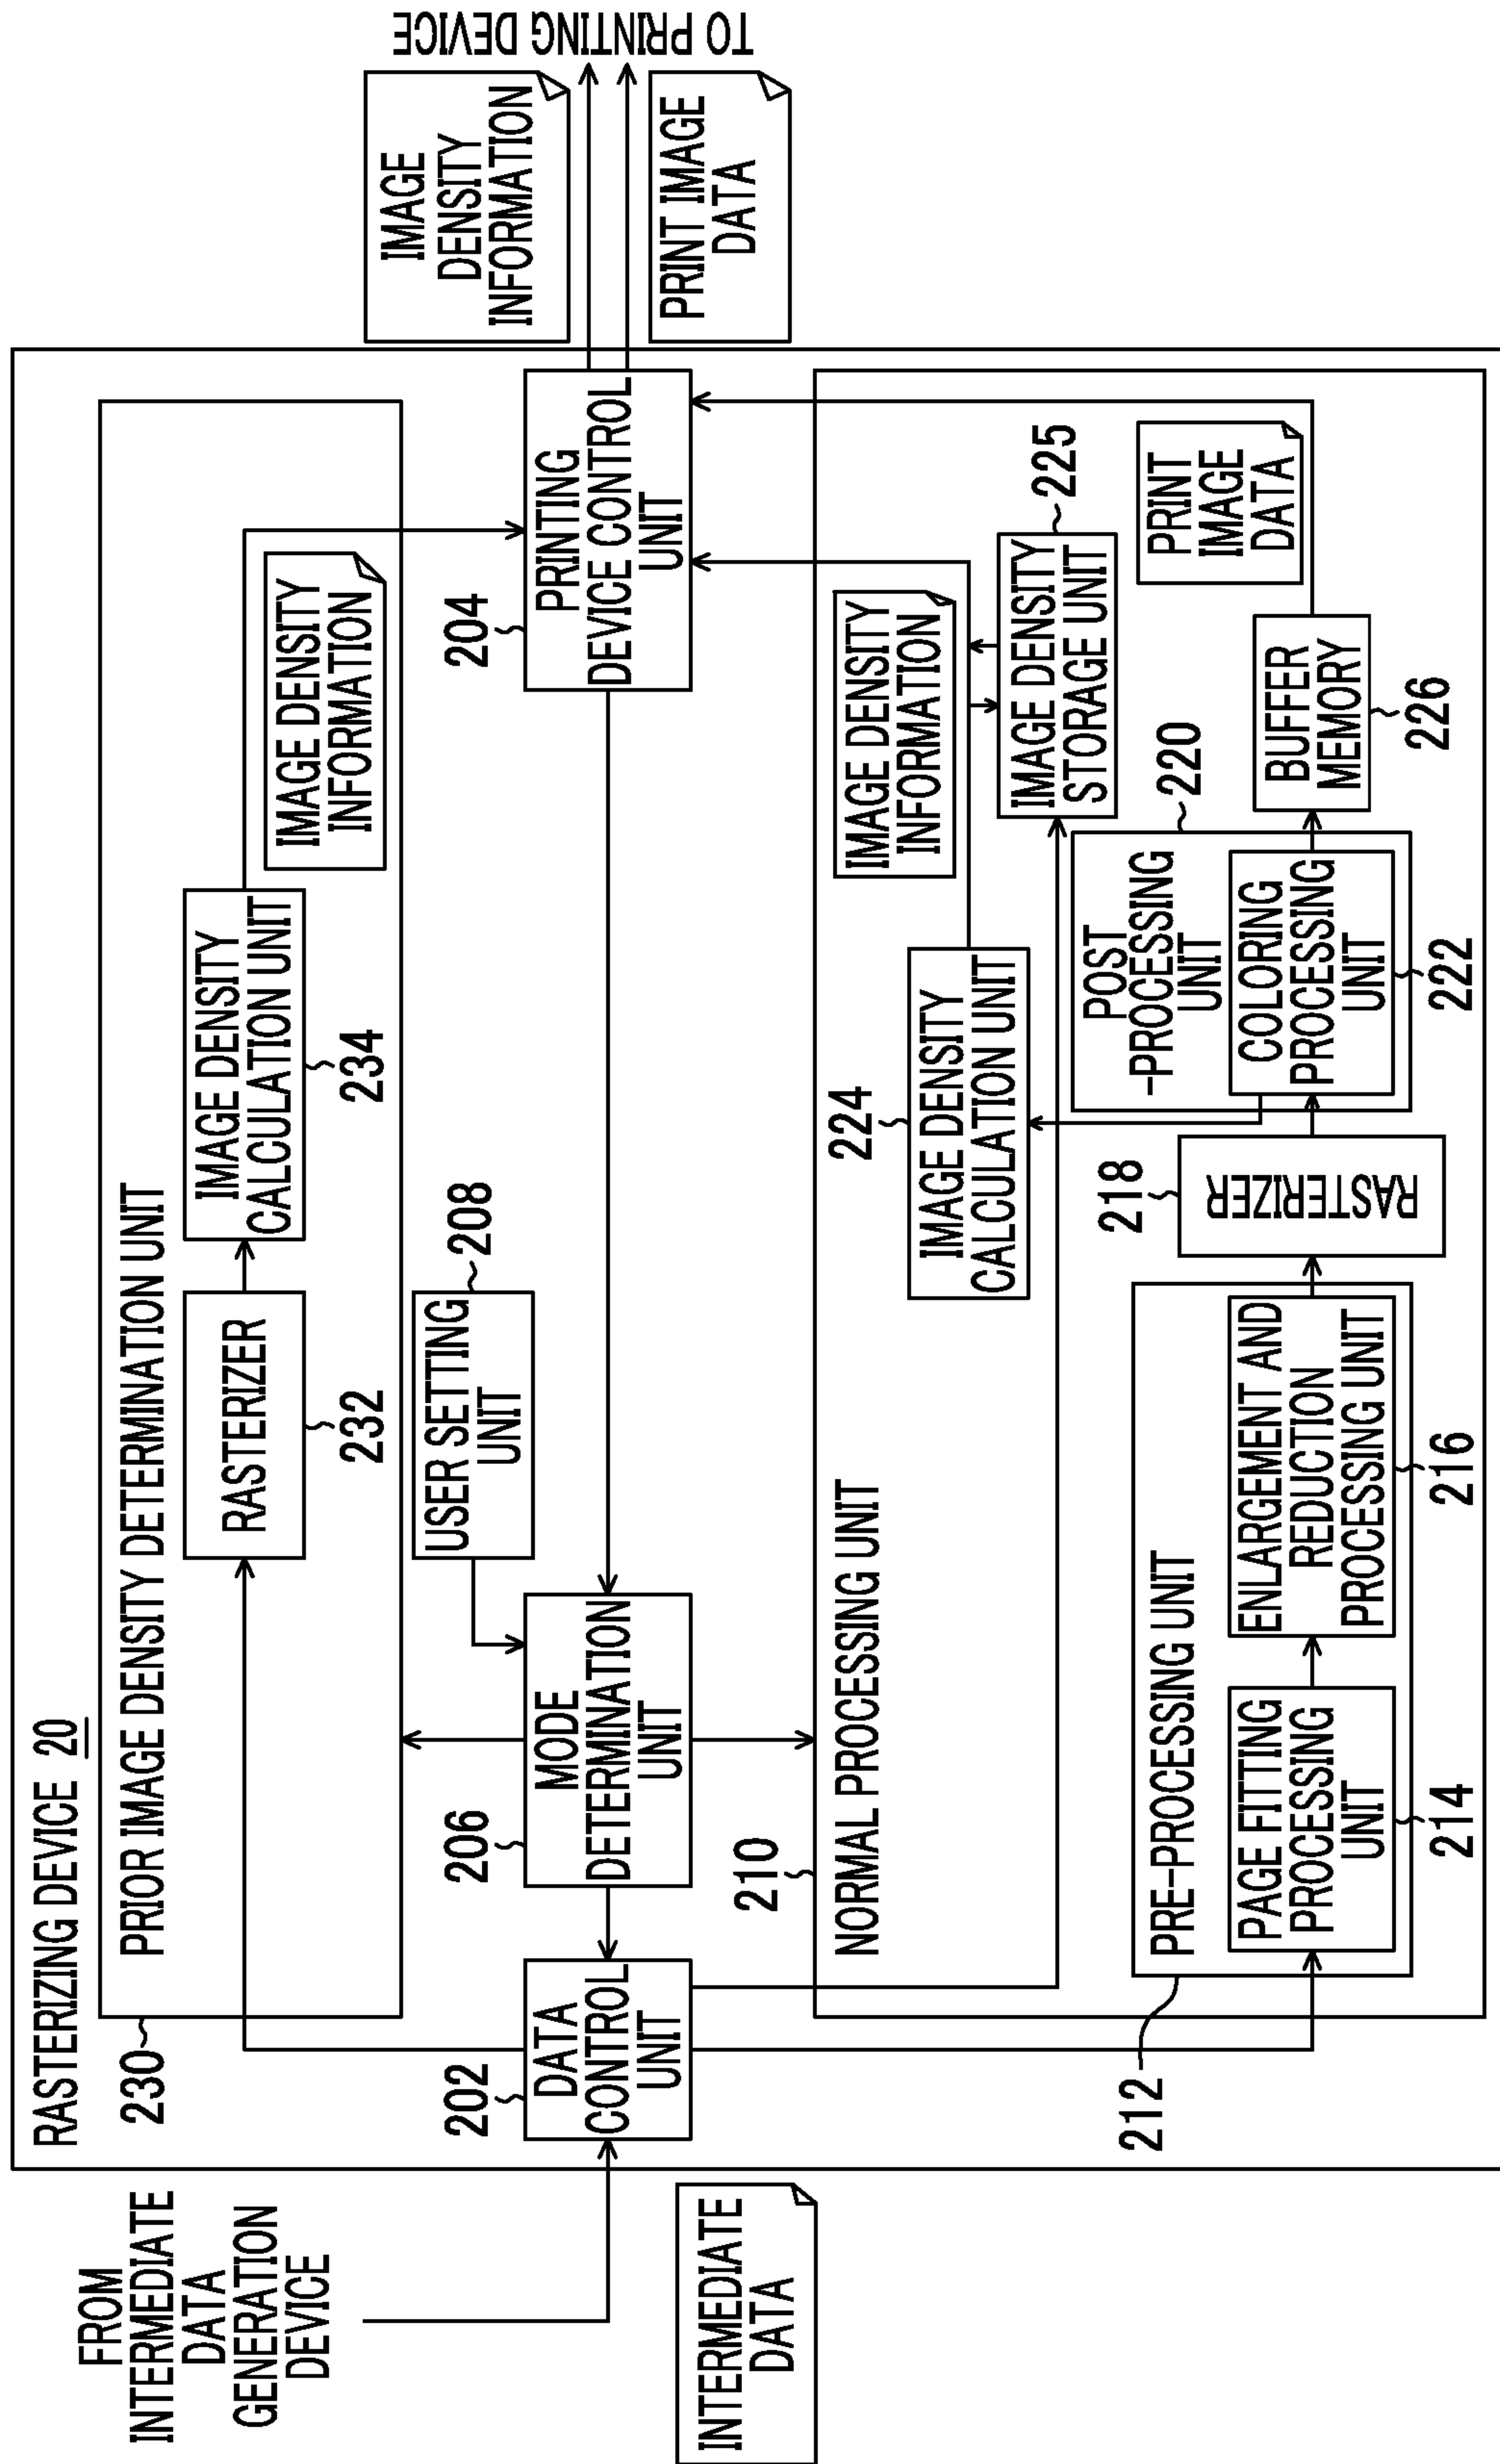 RASTERIZING DEVICE 20
FROM
INTERMEDIATE
DATA
GENERATION
DEVICE
INTERMEDIATE
DATA
230
PRIOR IMAGE DENSITY DETERMINATION UNIT
RASTERIZER
232
IMAGE DENSITY
CALCULATION UNIT
234
IMAGE DENSITY
INFORMATION
202
DATA
CONTROL
UNIT
206
MODE
DETERMINATION
UNIT
USER SETTING
UNIT
208
204
PRINTING
DEVICE CONTROL
UNIT
IMAGE
DENSITY
INFORMATION
TO PRINTING DEVICE
PRINT IMAGE
DATA
210
NORMAL PROCESSING UNIT
224
IMAGE DENSITY
CALCULATION UNIT
IMAGE DENSITY
INFORMATION
IMAGE DENSITY
STORAGE UNIT
225
212
PRE-PROCESSING UNIT
PAGE FITTING
PROCESSING
UNIT
214
ENLARGEMENT AND
REDUCTION
PROCESSING UNIT
216
218
RASTERIZER
220
POST
-PROCESSING
UNIT
COLORING
PROCESSING
UNIT
222
BUFFER
MEMORY
226
PRINT
IMAGE
DATA